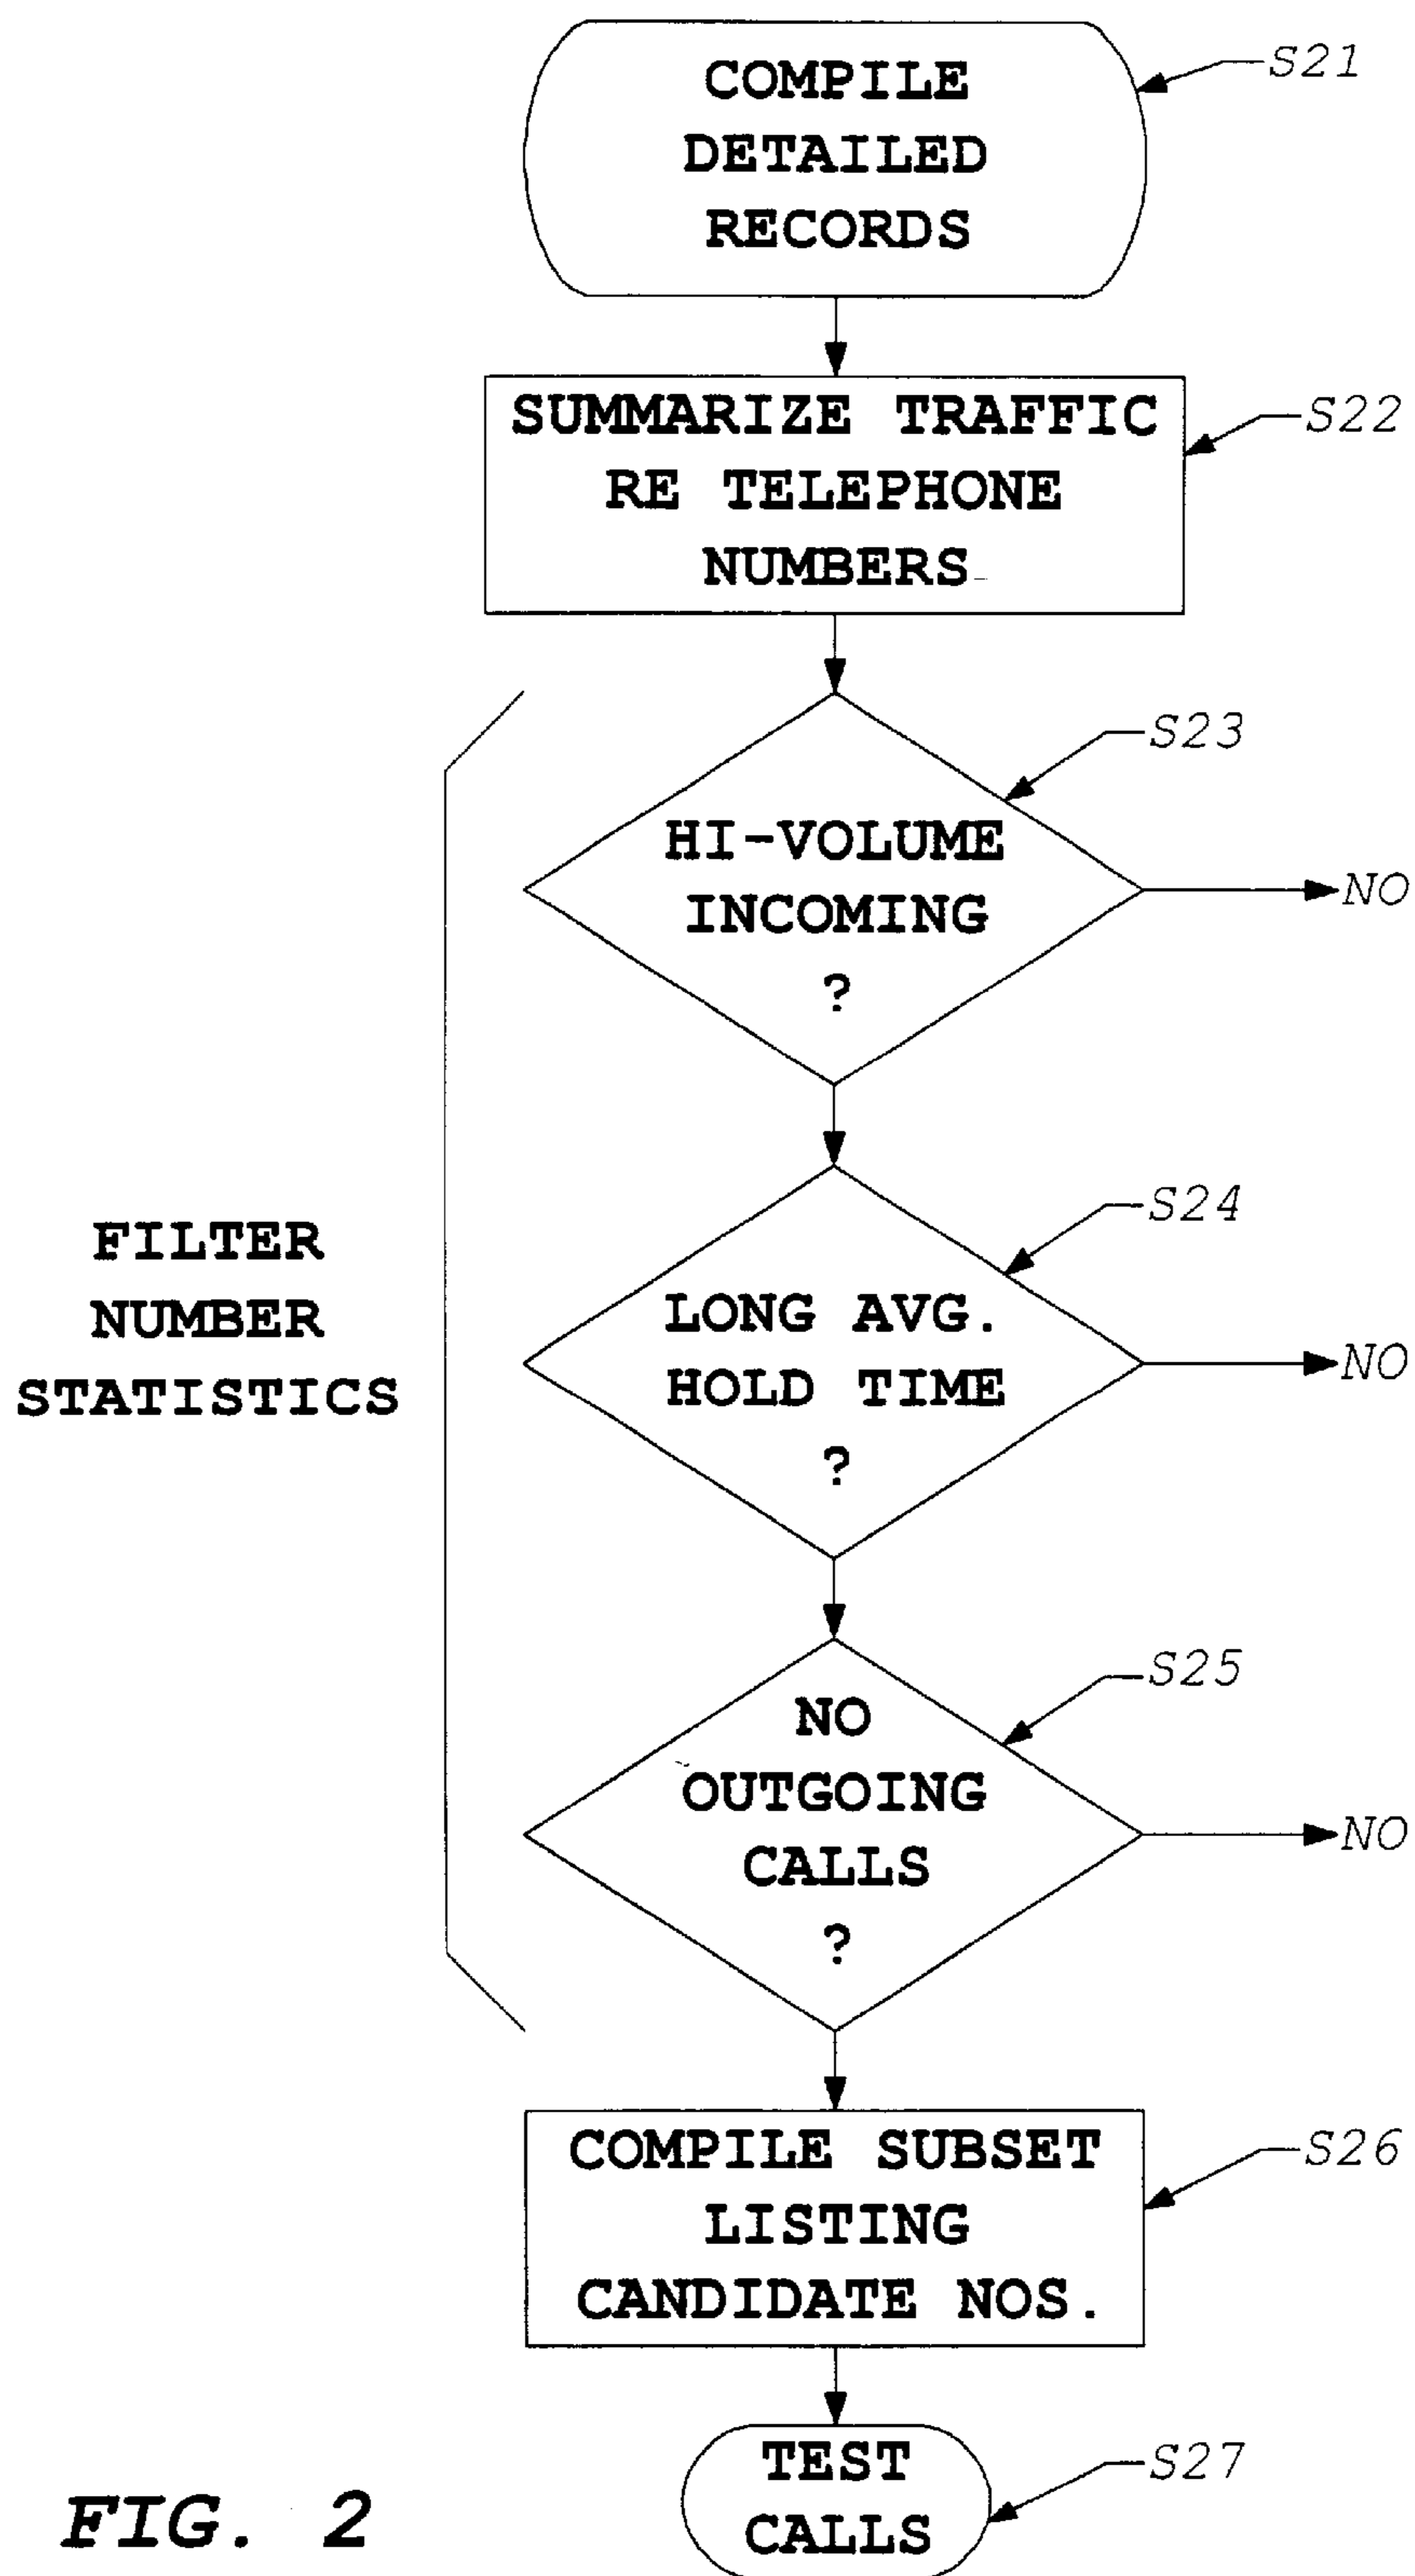 COMPILE
DETAILED
RECORDS
S21
SUMMARIZE TRAFFIC
RE TELEPHONE
NUMBERS
S22
HI-VOLUME
INCOMING
?
S23
NO
FILTER
NUMBER
STATISTICS
LONG AVG.
HOLD TIME
?
S24
NO
NO
OUTGOING
CALLS
?
S25
NO
COMPILE SUBSET
LISTING
CANDIDATE NOS.
S26
TEST
CALLS
S27
FIG. 2